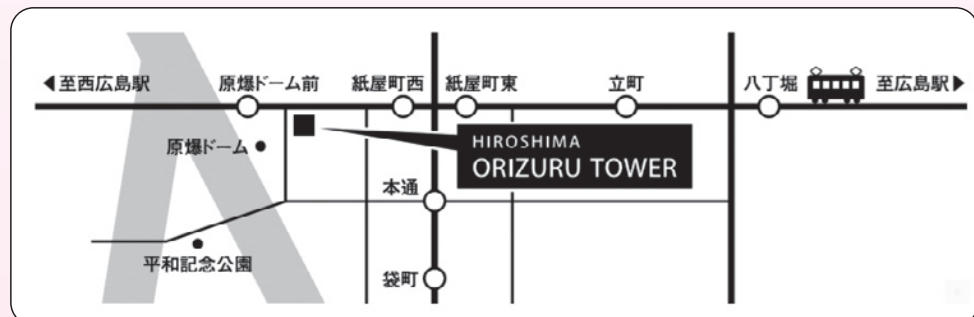 ◀至西広島駅
原爆ドーム前
紙屋町西
紙屋町東
立町
八丁堀
至広島駅▶
原爆ドーム
HIROSHIMA
ORIZURU TOWER
本通
平和記念公園
袋町